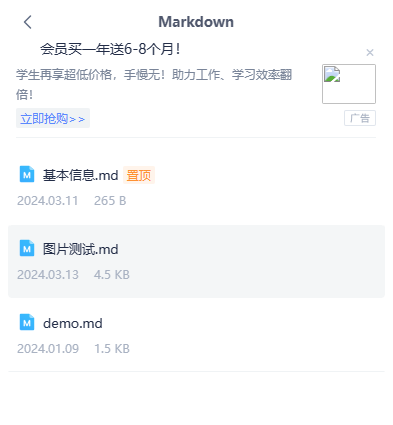 Markdown
会员买一年送6-8个月！
学生再享超低价格，手慢无！助力工作、学习效率翻
倍！
立即抢购>>
广告
M 基本信息.md 置顶
2024.03.11 265 B
M 图片测试.md
2024.03.13 4.5 KB
M demo.md
2024.01.09 1.5 KB